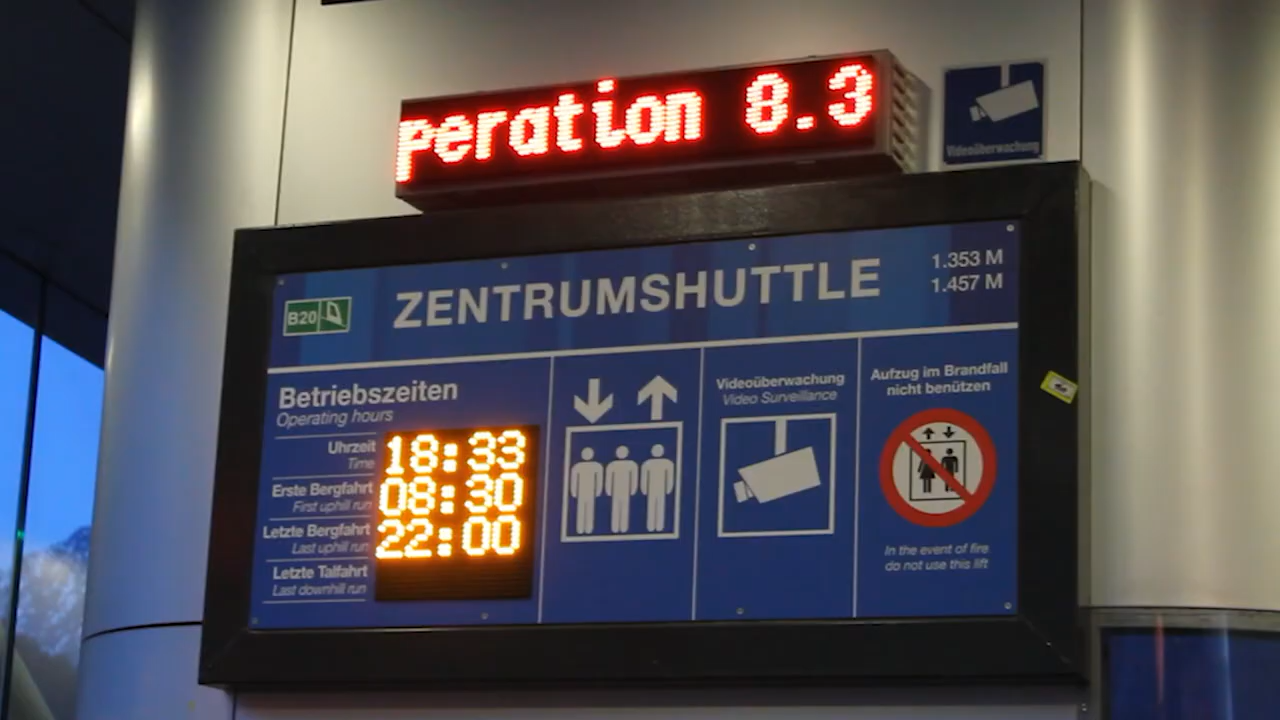 peration 8.3
Videoüberwachung
B20
ZENTRUMSHUTTLE
1.353 M
1.457 M
Betriebszeiten
Operating hours
Uhrzeit
Time
18:33
Erste Bergfahrt
First uphill run
08:30
Letzte Bergfahrt
Last uphill run
22:00
Letzte Talfahrt
Last downhill run
Videoüberwachung
Video Surveillance
Aufzug im Brandfall
nicht benützen
In the event of fire
do not use this lift